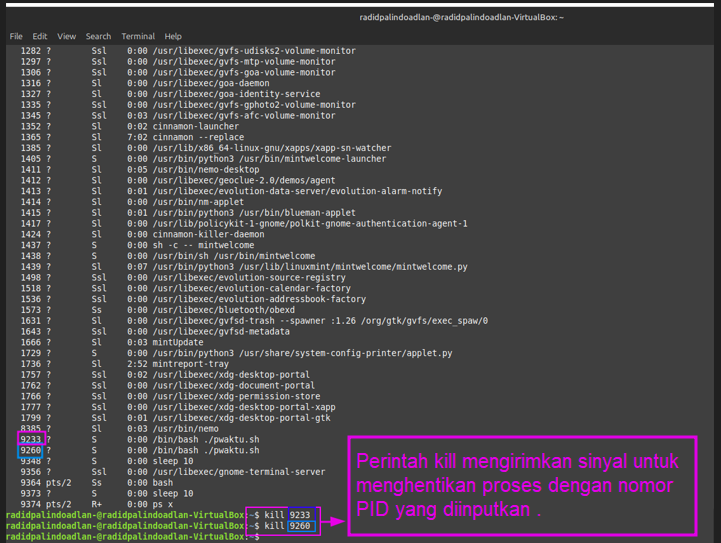 radidpalindoadlan-@radidpalindoadlan-VirtualBox: ~
File Edit View Search Terminal Help
1282 ? Ssl 0:00 /usr/libexec/gvfs-udisks2-volume-monitor
1297 ? Ssl 0:00 /usr/libexec/gvfs-mtp-volume-monitor
1306 ? Ssl 0:00 /usr/libexec/gvfs-goa-volume-monitor
1316 ? Sl 0:00 /usr/libexec/goa-daemon
1327 ? Sl 0:00 /usr/libexec/goa-identity-service
1335 ? Ssl 0:00 /usr/libexec/gvfs-gphoto2-volume-monitor
1345 ? Ssl 0:03 /usr/libexec/gvfs-afc-volume-monitor
1352 ? Sl 0:02 cinnamon-launcher
1365 ? Sl 7:02 cinnamon --replace
1385 ? Sl 0:00 /usr/lib/x86_64-linux-gnu/xapps/xapp-sn-watcher
1405 ? S 0:00 /usr/bin/python3 /usr/bin/mintwelcome-launcher
1411 ? Sl 0:05 /usr/bin/nemo-desktop
1412 ? Sl 0:00 /usr/libexec/geoclue-2.0/demos/agent
1413 ? Sl 0:01 /usr/libexec/evolution-data-server/evolution-alarm-notify
1414 ? Sl 0:00 /usr/bin/nm-applet
1415 ? Sl 0:01 /usr/bin/python3 /usr/bin/blueman-applet
1417 ? Sl 0:00 /usr/lib/policykit-1-gnome/polkit-gnome-authentication-agent-1
1424 ? Sl 0:00 cinnamon-killer-daemon
1437 ? S 0:00 sh -c -- mintwelcome
1438 ? S 0:00 /usr/bin/sh /usr/bin/mintwelcome
1439 ? Sl 0:07 /usr/bin/python3 /usr/lib/linuxmint/mintwelcome/mintwelcome.py
1498 ? Ssl 0:00 /usr/libexec/evolution-source-registry
1518 ? Ssl 0:00 /usr/libexec/evolution-calendar-factory
1536 ? Ssl 0:00 /usr/libexec/evolution-addressbook-factory
1573 ? Ss 0:00 /usr/libexec/bluetooth/obexd
1631 ? Sl 0:00 /usr/libexec/gvfsd-trash --spawner :1.26 /org/gtk/gvfs/exec_spaw/0
1643 ? Ssl 0:00 /usr/libexec/gvfsd-metadata
1666 ? Sl 0:03 mintUpdate
1729 ? S 0:00 /usr/bin/python3 /usr/share/system-config-printer/applet.py
1736 ? Sl 2:52 mintreport-tray
1757 ? Ssl 0:02 /usr/libexec/xdg-desktop-portal
1762 ? Ssl 0:00 /usr/libexec/xdg-document-portal
1766 ? Ssl 0:00 /usr/libexec/xdg-permission-store
1777 ? Ssl 0:00 /usr/libexec/xdg-desktop-portal-xapp
1799 ? Ssl 0:01 /usr/libexec/xdg-desktop-portal-gtk
8385 ? Sl 0:03 /usr/bin/nemo
9233 ? S 0:00 /bin/bash ./pwaktu.sh
9260 ? S 0:00 /bin/bash ./pwaktu.sh
9348 ? S 0:00 sleep 10
9356 ? Ssl 0:00 /usr/libexec/gnome-terminal-server
9364 pts/2 Ss 0:00 bash
9373 ? S 0:00 sleep 10
9374 pts/2 R+ 0:00 ps x
radidpalindoadlan-@radidpalindoadlan-VirtualBox:~$ kill 9233
radidpalindoadlan-@radidpalindoadlan-VirtualBox:~$ kill 9260
radidpalindoadlan-@radidpalindoadlan-VirtualBox:~$
Perintah kill mengirimkan sinyal untuk
menghentikan proses dengan nomor
PID yang diinputkan .